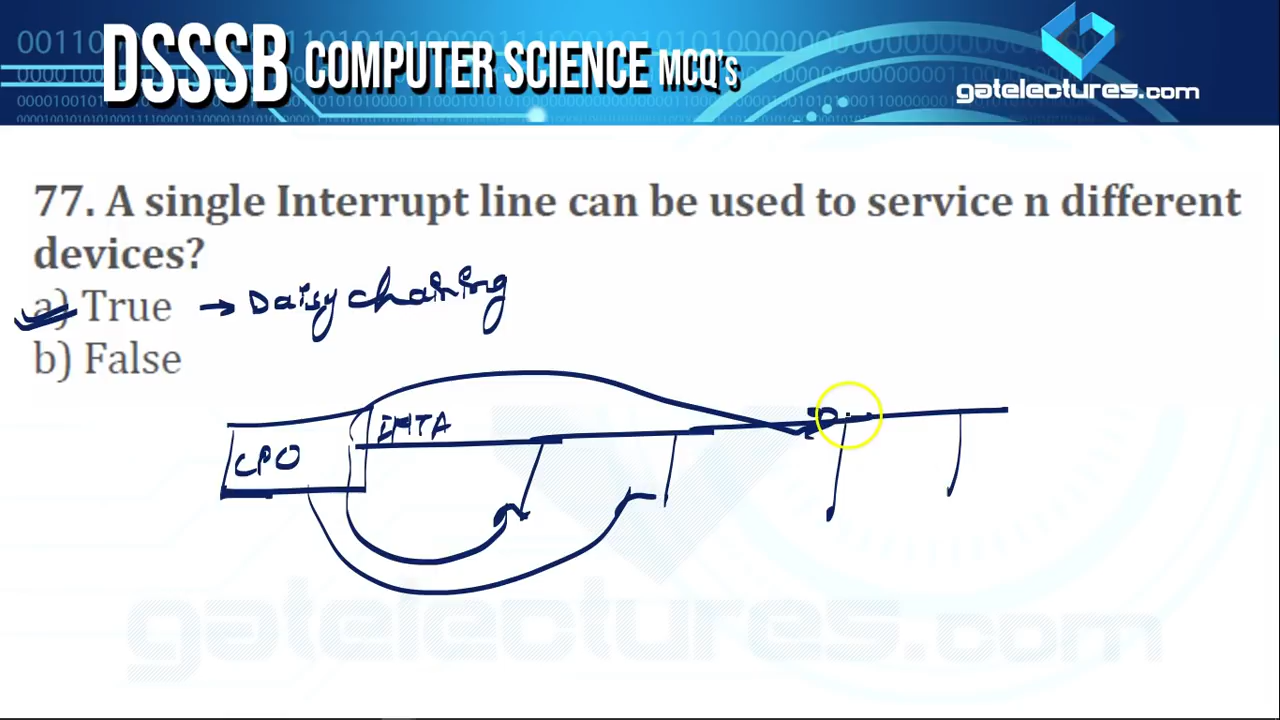 DSSSB COMPUTER SCIENCE MCQ's
gatelectures.com
77. A single Interrupt line can be used to service n different
devices?
a) True → Daisy chaining
b) False
INTA
CPU
gatelectures.com